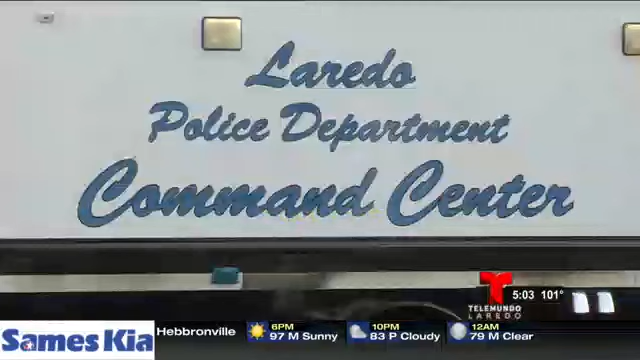 Laredo
Police Department
Command Center
TELEMUNDO
LAREDO
5:03 101°
Sames Kia
Hebbronville
6PM
97 M Sunny
10PM
83 P Cloudy
12AM
79 M Clear